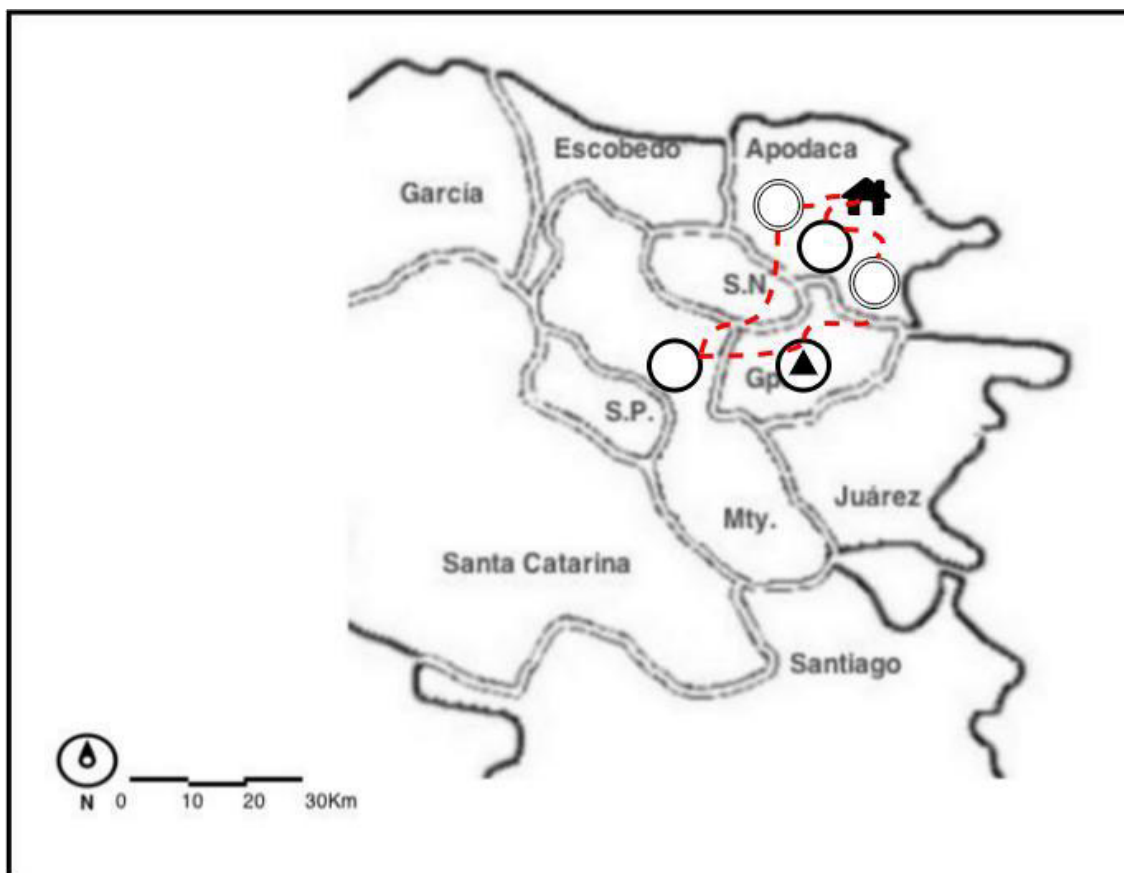 Escobedo
Apodaca
García
S.N.
Gp.
S.P.
Juárez
Mty.
Santa Catarina
Santiago
N
0 10 20 30Km